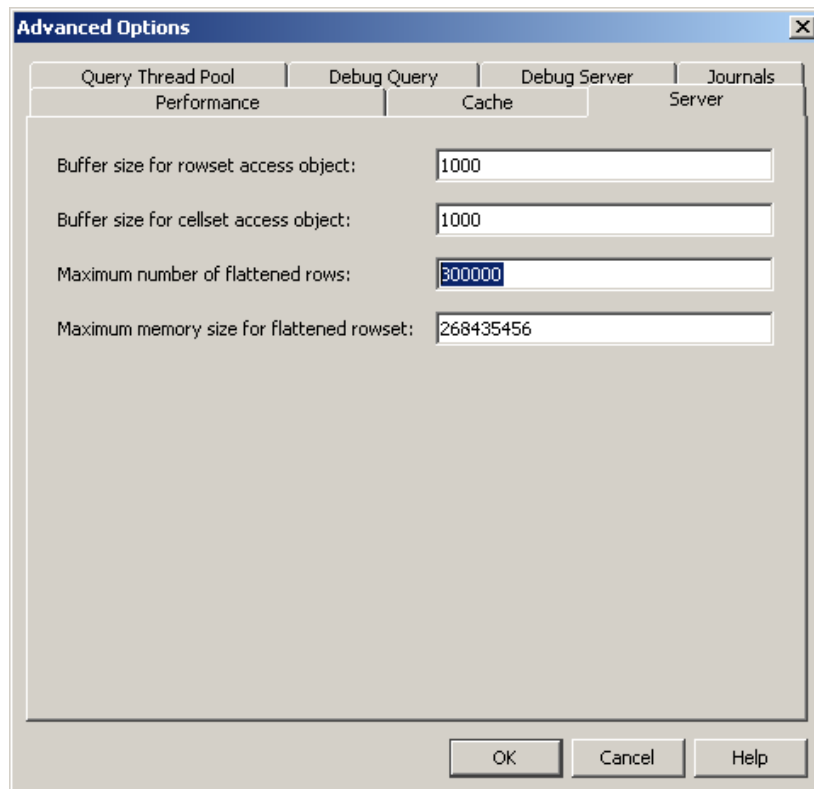 Advanced Options
Query Thread Pool Debug Query Debug Server Journals
Performance Cache Server
Buffer size for rowset access object: 1000
Buffer size for cellset access object: 1000
Maximum number of flattened rows: 300000
Maximum memory size for flattened rowset: 268435456
OK Cancel Help